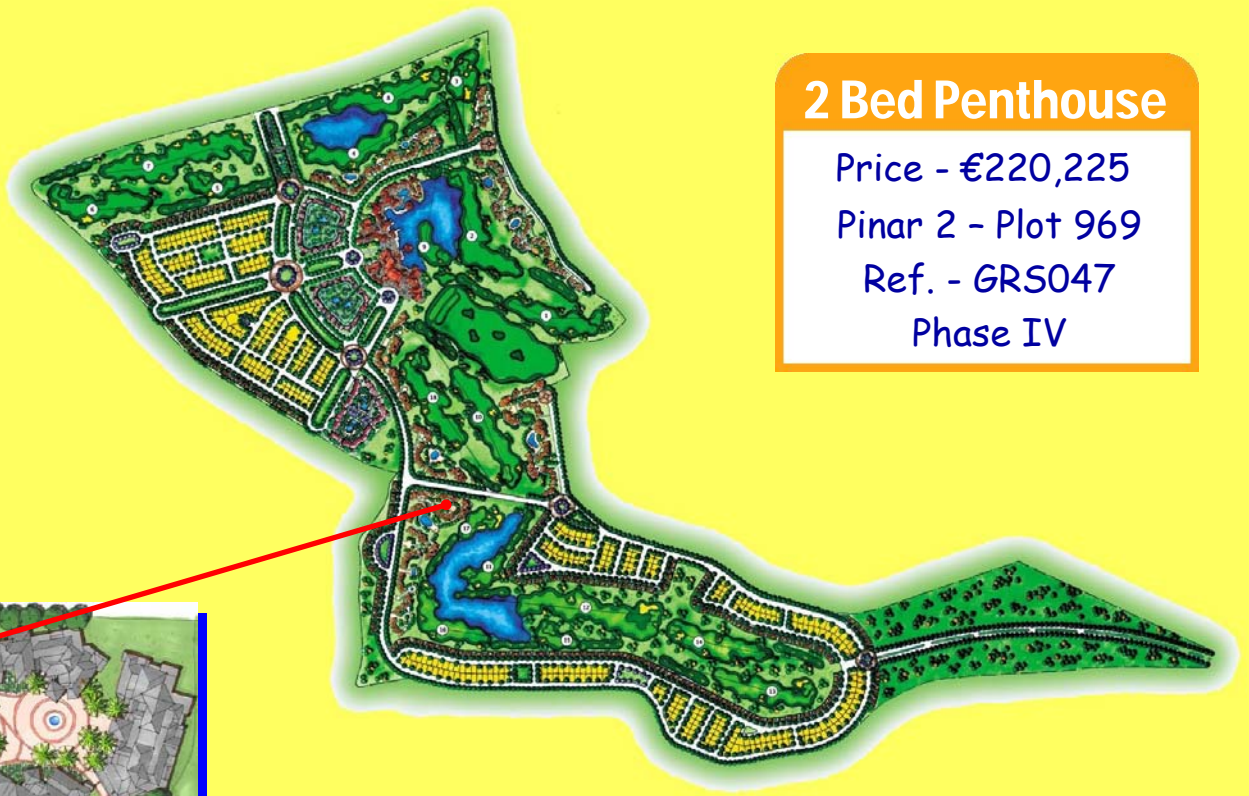 2 Bed Penthouse
Price - €220,225
Pinar 2 – Plot 969
Ref. - GRS047
Phase IV